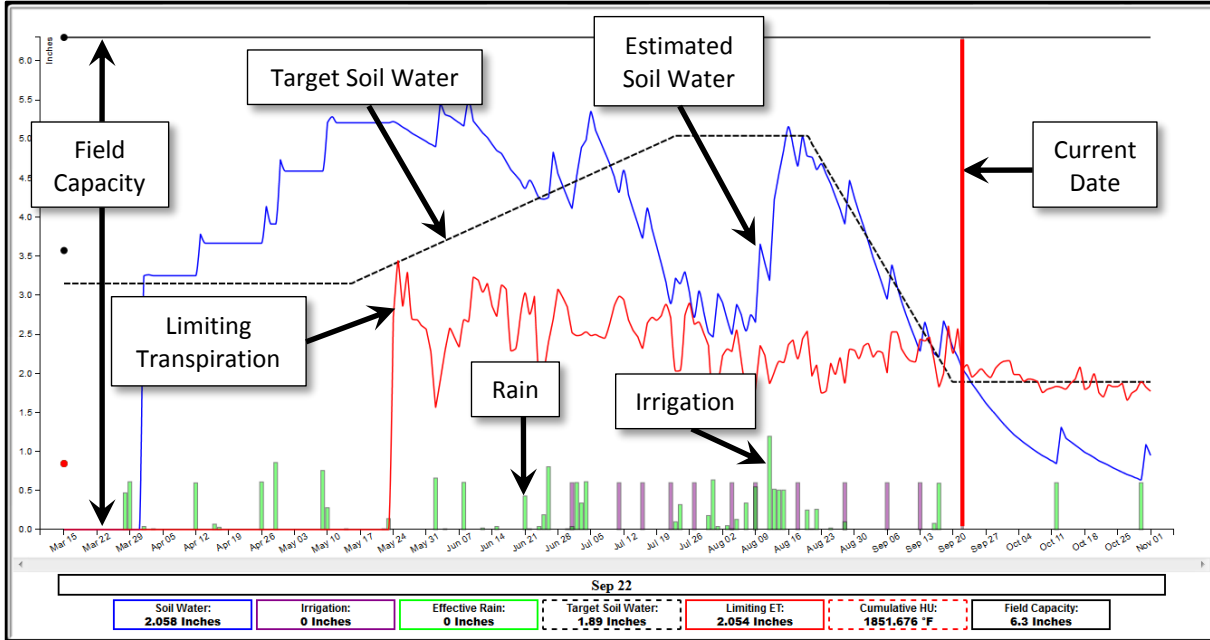 Inches
6.0
5.5
5.0
4.5
4.0
3.5
3.0
2.5
2.0
1.5
1.0
0.5
0.0
Target Soil Water
Estimated
Soil Water
Field
Capacity
Current
Date
Limiting
Transpiration
Rain
Irrigation
Mar 15
Mar 22
Mar 29
Apr 05
Apr 12
Apr 19
Apr 26
May 03
May 10
May 17
May 24
May 31
Jun 07
Jun 14
Jun 21
Jun 28
Jul 05
Jul 12
Jul 19
Jul 26
Aug 02
Aug 09
Aug 16
Aug 23
Aug 30
Sep 06
Sep 13
Sep 20
Sep 27
Oct 04
Oct 11
Oct 18
Oct 25
Nov 01
Sep 22
Soil Water:
2.058 Inches
Irrigation:
0 Inches
Effective Rain:
0 Inches
Target Soil Water:
1.89 Inches
Limiting ET:
2.054 Inches
Cumulative HU:
1851.676 °F
Field Capacity:
6.3 Inches